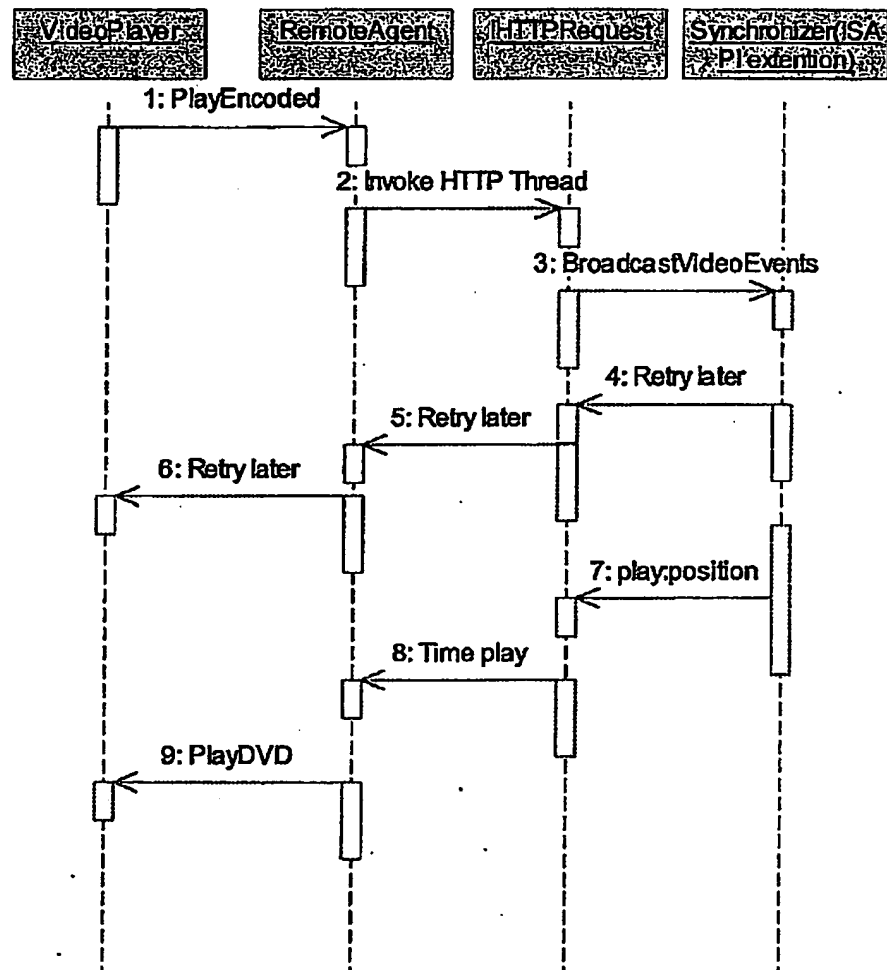 VideoPlayer
RemoteAgent
HTTPRequest
Synchronizer(ISA
PI extention)
1: PlayEncoded
2: Invoke HTTP Thread
3: BroadcastVideoEvents
4: Retry later
5: Retry later
6: Retry later
7: play:position
8: Time play
9: PlayDVD